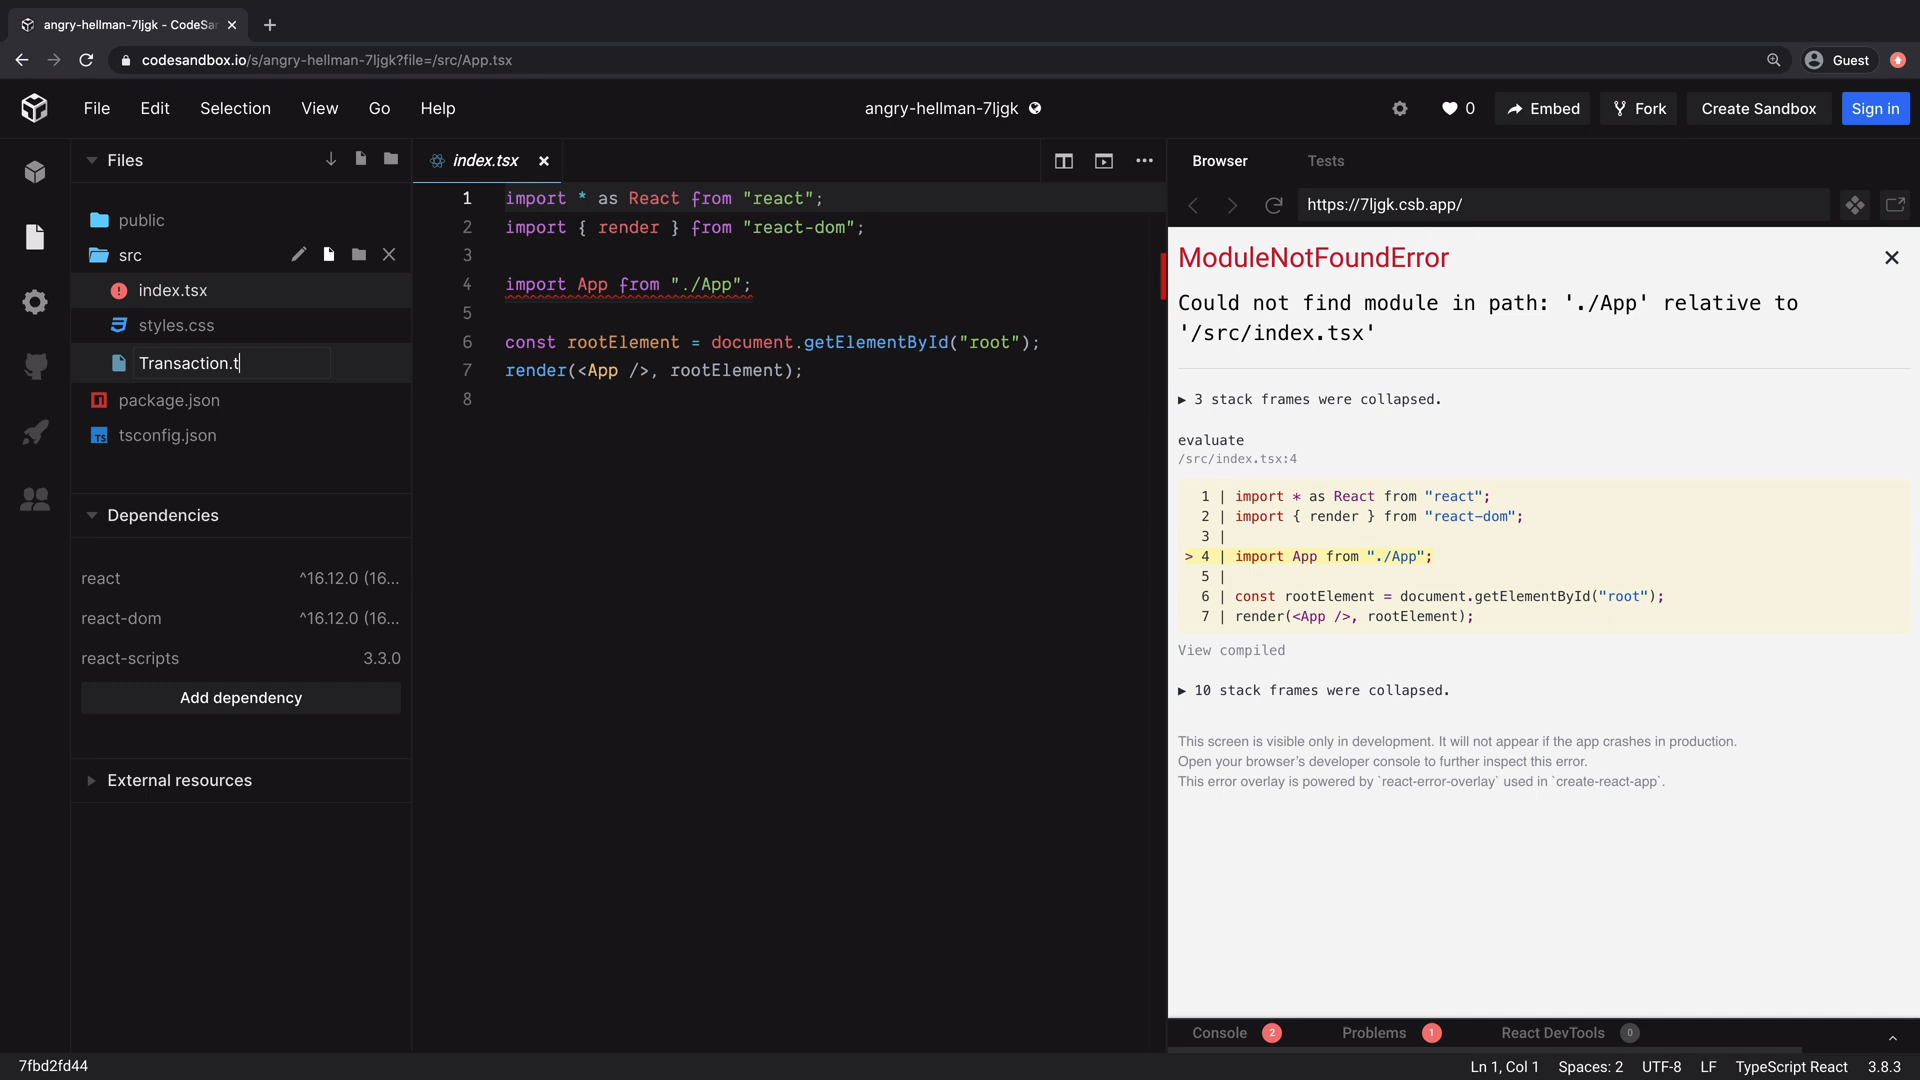 angry-hellman-7ljgk - CodeSa
codesandbox.io/s/angry-hellman-7ljgk?file=/src/App.tsx
Guest
File Edit Selection View Go Help
angry-hellman-7ljgk
0
Embed
Fork
Create Sandbox
Sign in
Files
public
src
index.tsx
styles.css
Transaction.t
package.json
tsconfig.json
Dependencies
react ^16.12.0 (16...
react-dom ^16.12.0 (16...
react-scripts 3.3.0
Add dependency
External resources
index.tsx
1 import * as React from "react";
2 import { render } from "react-dom";
3
4 import App from "./App";
5
6 const rootElement = document.getElementById("root");
7 render(<App />, rootElement);
8
Browser Tests
https://7ljgk.csb.app/
ModuleNotFoundError
Could not find module in path: './App' relative to
'/src/index.tsx'
▶ 3 stack frames were collapsed.
evaluate
/src/index.tsx:4
1 | import * as React from "react";
2 | import { render } from "react-dom";
3 |
> 4 | import App from "./App";
5 |
6 | const rootElement = document.getElementById("root");
7 | render(<App />, rootElement);
View compiled
▶ 10 stack frames were collapsed.
This screen is visible only in development. It will not appear if the app crashes in production.
Open your browser's developer console to further inspect this error.
This error overlay is powered by `react-error-overlay` used in `create-react-app`.
Console 2 Problems 1 React DevTools 0
7fbd2fd44
Ln 1, Col 1 Spaces: 2 UTF-8 LF TypeScript React 3.8.3